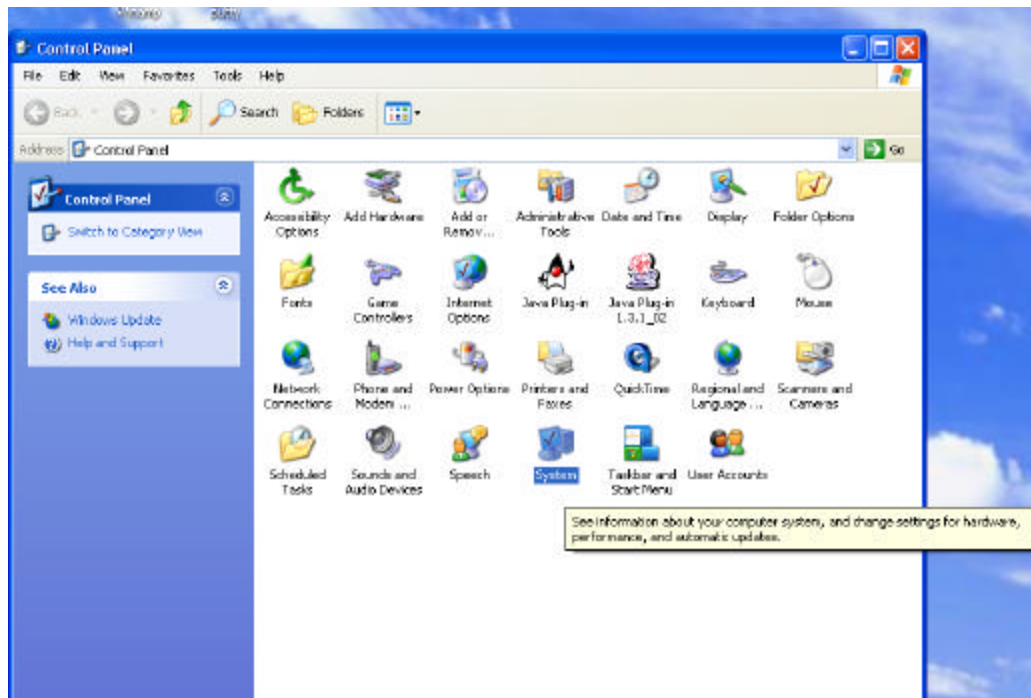 Control Panel
File Edit View Favorites Tools Help
Back Search Folders
Address Control Panel Go
Control Panel
Switch to Category View
See Also
Windows Update
Help and Support
Accessibility
Options
Add Hardware
Add or
Remov...
Administrative
Tools
Date and Time
Display
Folder Options
Fonts
Game
Controllers
Internet
Options
Java Plug-in
Java Plug-in
1.3.1_02
Keyboard
Mouse
Network
Connections
Phone and
Modem ...
Power Options
Printers and
Faxes
QuickTime
Regional and
Language ...
Scanners and
Cameras
Scheduled
Tasks
Sounds and
Audio Devices
Speech
System
Taskbar and
Start Menu
User Accounts
See information about your computer system, and change settings for hardware,
performance, and automatic updates.